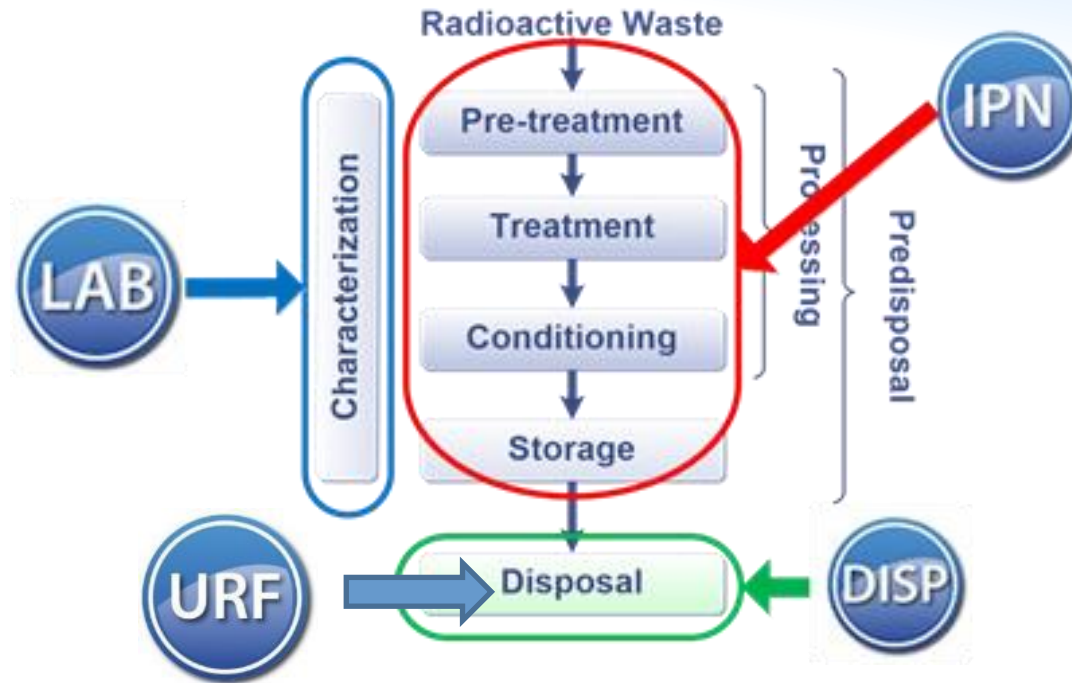 Radioactive Waste
IPN
Pre-treatment
Processing
Predisposal
Characterization
Treatment
LAB
Conditioning
Storage
URF
Disposal
DISP